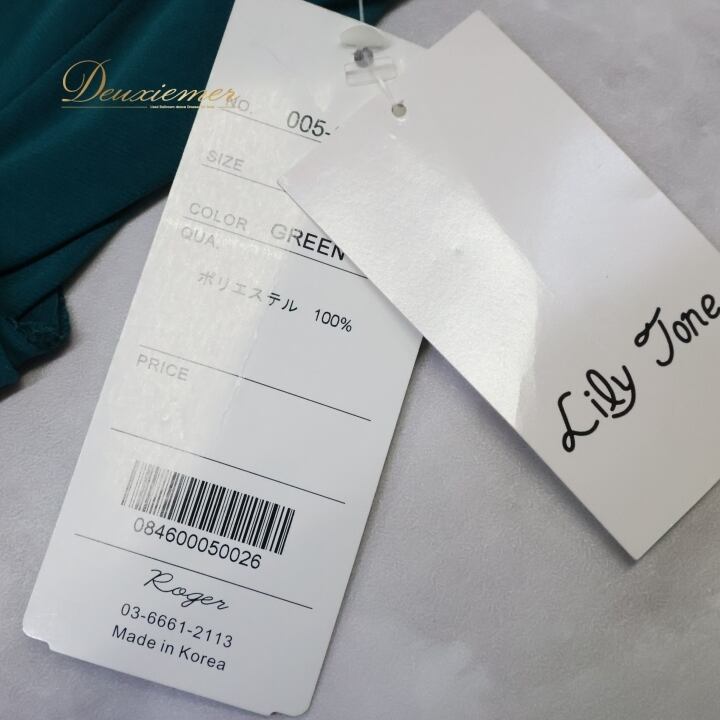 Deuxiemer
NO. 005-
SIZE
COLOR GREEN
QUA.
ポリエステル 100%
PRICE
084600050026
Roger
03-6661-2113
Made in Korea
Lily Tone